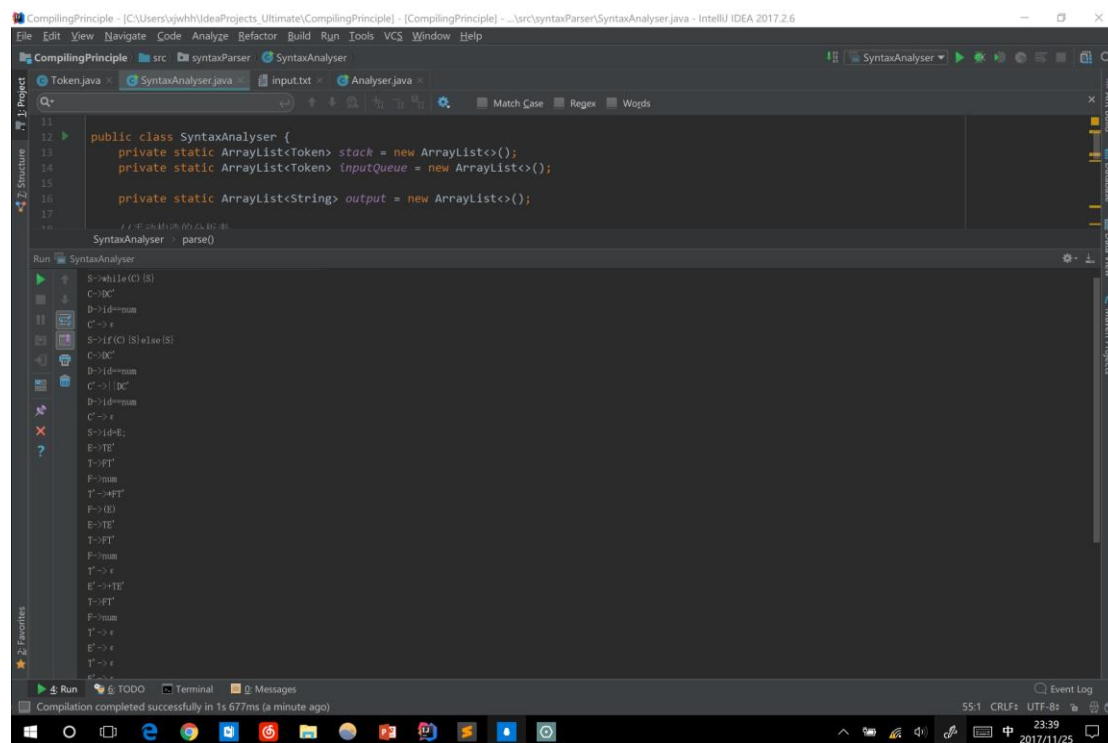 CompilingPrinciple - [C:\Users\xjwhh\IdeaProjects_Ultimate\CompilingPrinciple] - [CompilingPrinciple] - ...\src\syntaxParser\SyntaxAnalyser.java - IntelliJ IDEA 2017.2.6
File Edit View Navigate Code Analyze Refactor Build Run Tools VCS Window Help
CompilingPrinciple src syntaxParser SyntaxAnalyser SyntaxAnalyser
Token.java SyntaxAnalyser.java input.txt Analyser.java
Match Case Regex Words
1: Project
7: Structure
11
12 public class SyntaxAnalyser {
13 private static ArrayList<Token> stack = new ArrayList<>();
14 private static ArrayList<Token> inputQueue = new ArrayList<>();
15
16 private static ArrayList<String> output = new ArrayList<>();
17
SyntaxAnalyser > parse()
Run SyntaxAnalyser
S->while(C){S}
C->DC'
D->id==num
C'->ε
S->if(C){S}else{S}
C->DC'
D->id==num
C'->||DC'
D->id==num
C'->ε
S->id=E;
E->TE'
T->FT'
F->num
T'->*FT'
F->(E)
E->TE'
T->FT'
F->num
T'->ε
E'->+TE'
T->FT'
F->num
T'->ε
E'->ε
T'->ε
E'->ε
2: Favorites
4: Run 6: TODO Terminal 0: Messages Event Log
Compilation completed successfully in 1s 677ms (a minute ago) 55:1 CRLF÷ UTF-8÷
中 23:39
2017/11/25